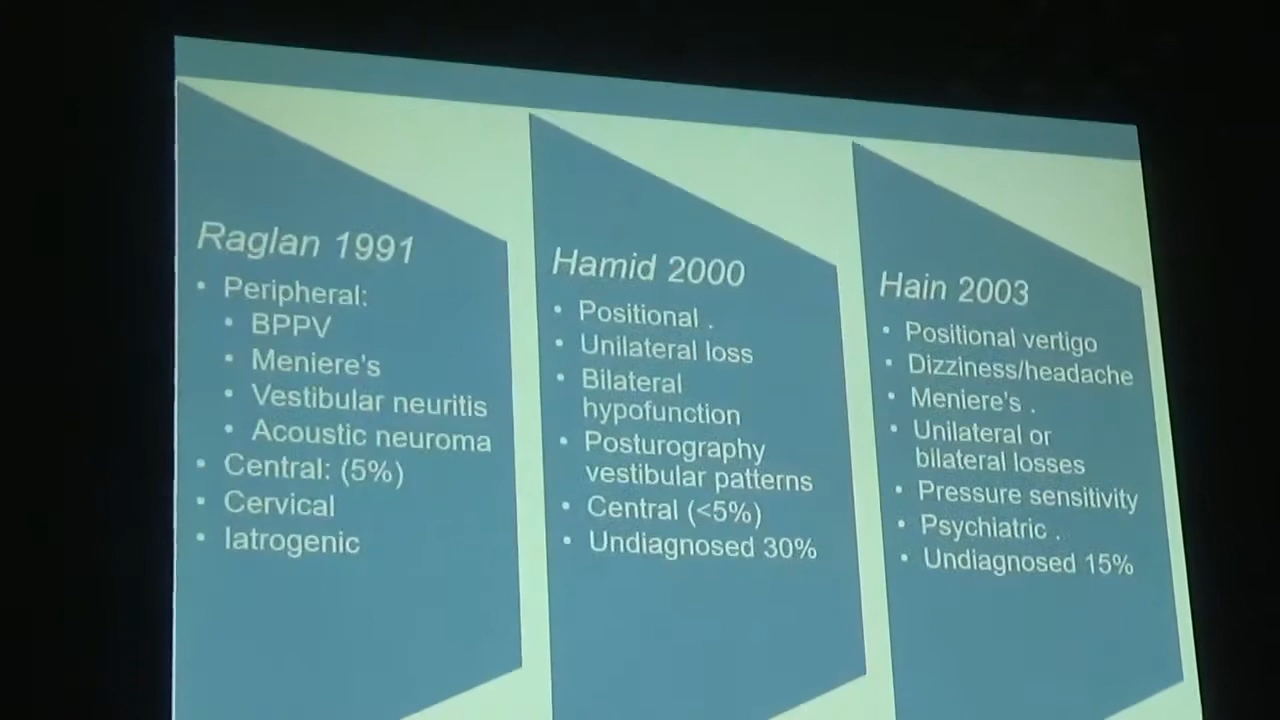 Raglan 1991
• Peripheral:
• BPPV
• Meniere's
• Vestibular neuritis
• Acoustic neuroma
• Central: (5%)
• Cervical
• Iatrogenic
Hamid 2000
• Positional .
• Unilateral loss
• Bilateral
hypofunction
• Posturography
vestibular patterns
• Central (<5%)
• Undiagnosed 30%
Hain 2003
• Positional vertigo
• Dizziness/headache
• Meniere's .
• Unilateral or
bilateral losses
• Pressure sensitivity
• Psychiatric .
• Undiagnosed 15%